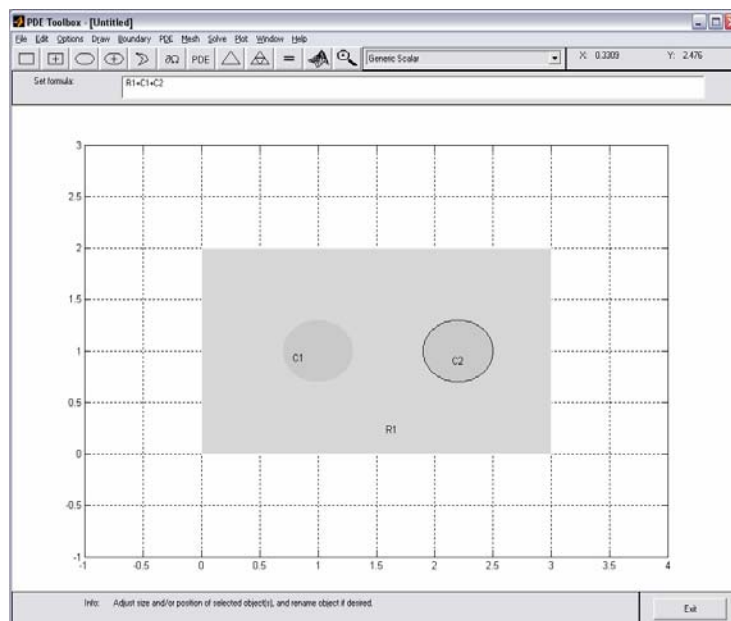 PDE Toolbox - [Untitled]
File Edit Options Draw Boundary PDE Mesh Solve Plot Window Help
∂Ω PDE = Generic Scalar X: 0.3309 Y: 2.476
Set formula: R1+C1+C2
3
2.5
2
1.5
1
0.5
0
-0.5
-1
C1
C2
R1
-1 -0.5 0 0.5 1 1.5 2 2.5 3 3.5 4
Info: Adjust size and/or position of selected object(s), and rename object if desired.
Exit